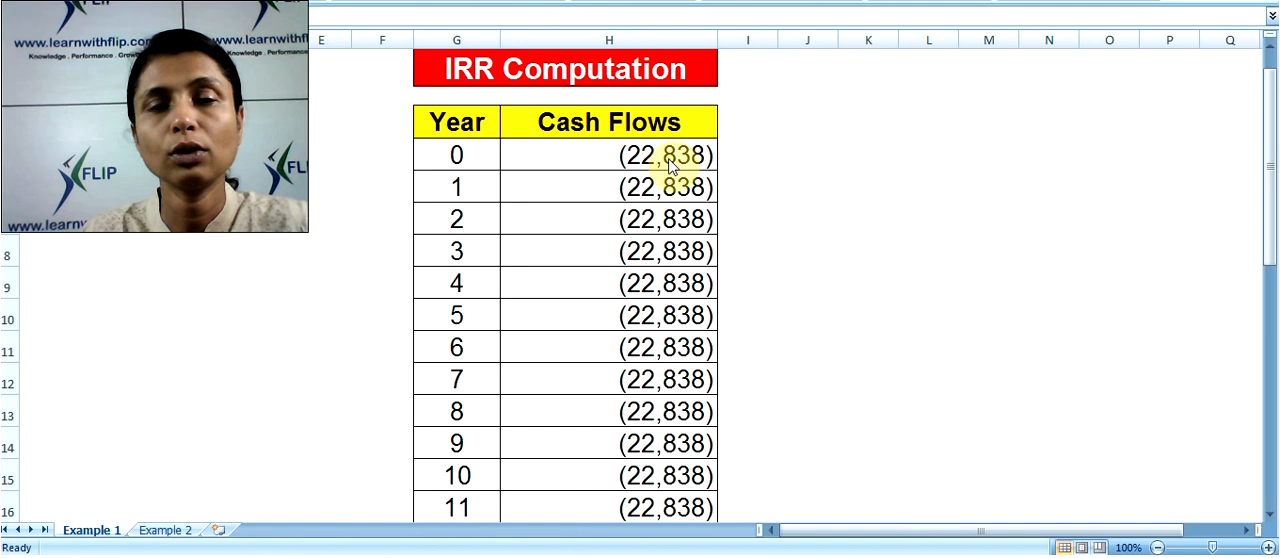 www.learnwithflip.com
www.learnwithflip.com
Knowledge . Performance . Growth
Knowledge . Performance
FLIP
FLIP
www.learn
E F G H I J K L M N O P Q
IRR Computation
Year Cash Flows
0 (22,838)
1 (22,838)
2 (22,838)
8 3 (22,838)
9 4 (22,838)
10 5 (22,838)
11 6 (22,838)
12 7 (22,838)
13 8 (22,838)
14 9 (22,838)
15 10 (22,838)
16 11 (22,838)
Example 1 Example 2
Ready 100%